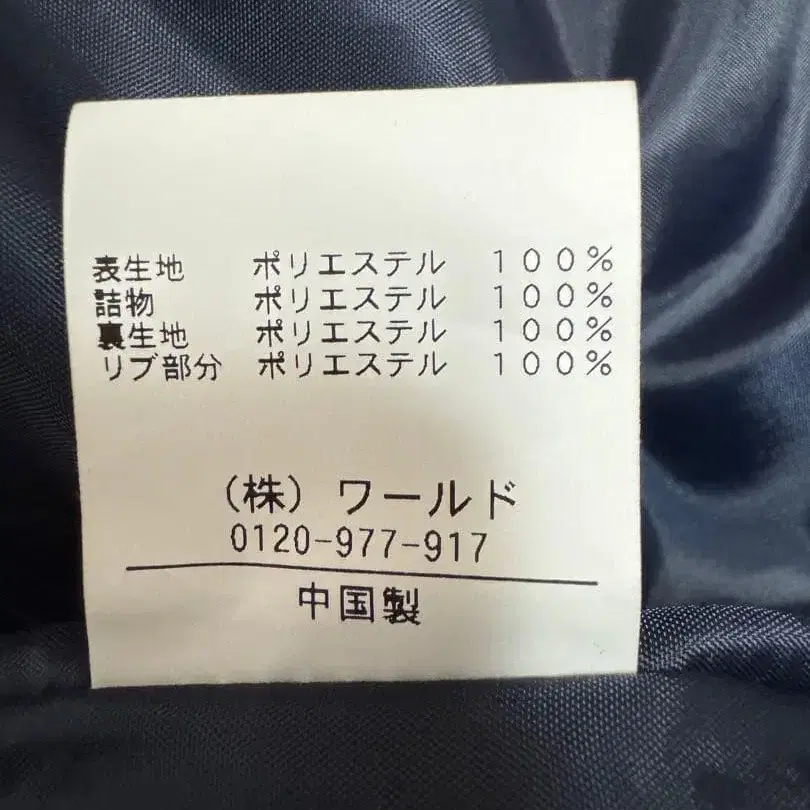 表生地 ポリエステル 100%
詰物 ポリエステル 100%
裏生地 ポリエステル 100%
リブ部分 ポリエステル 100%
(株) ワールド
0120-977-917
中国製